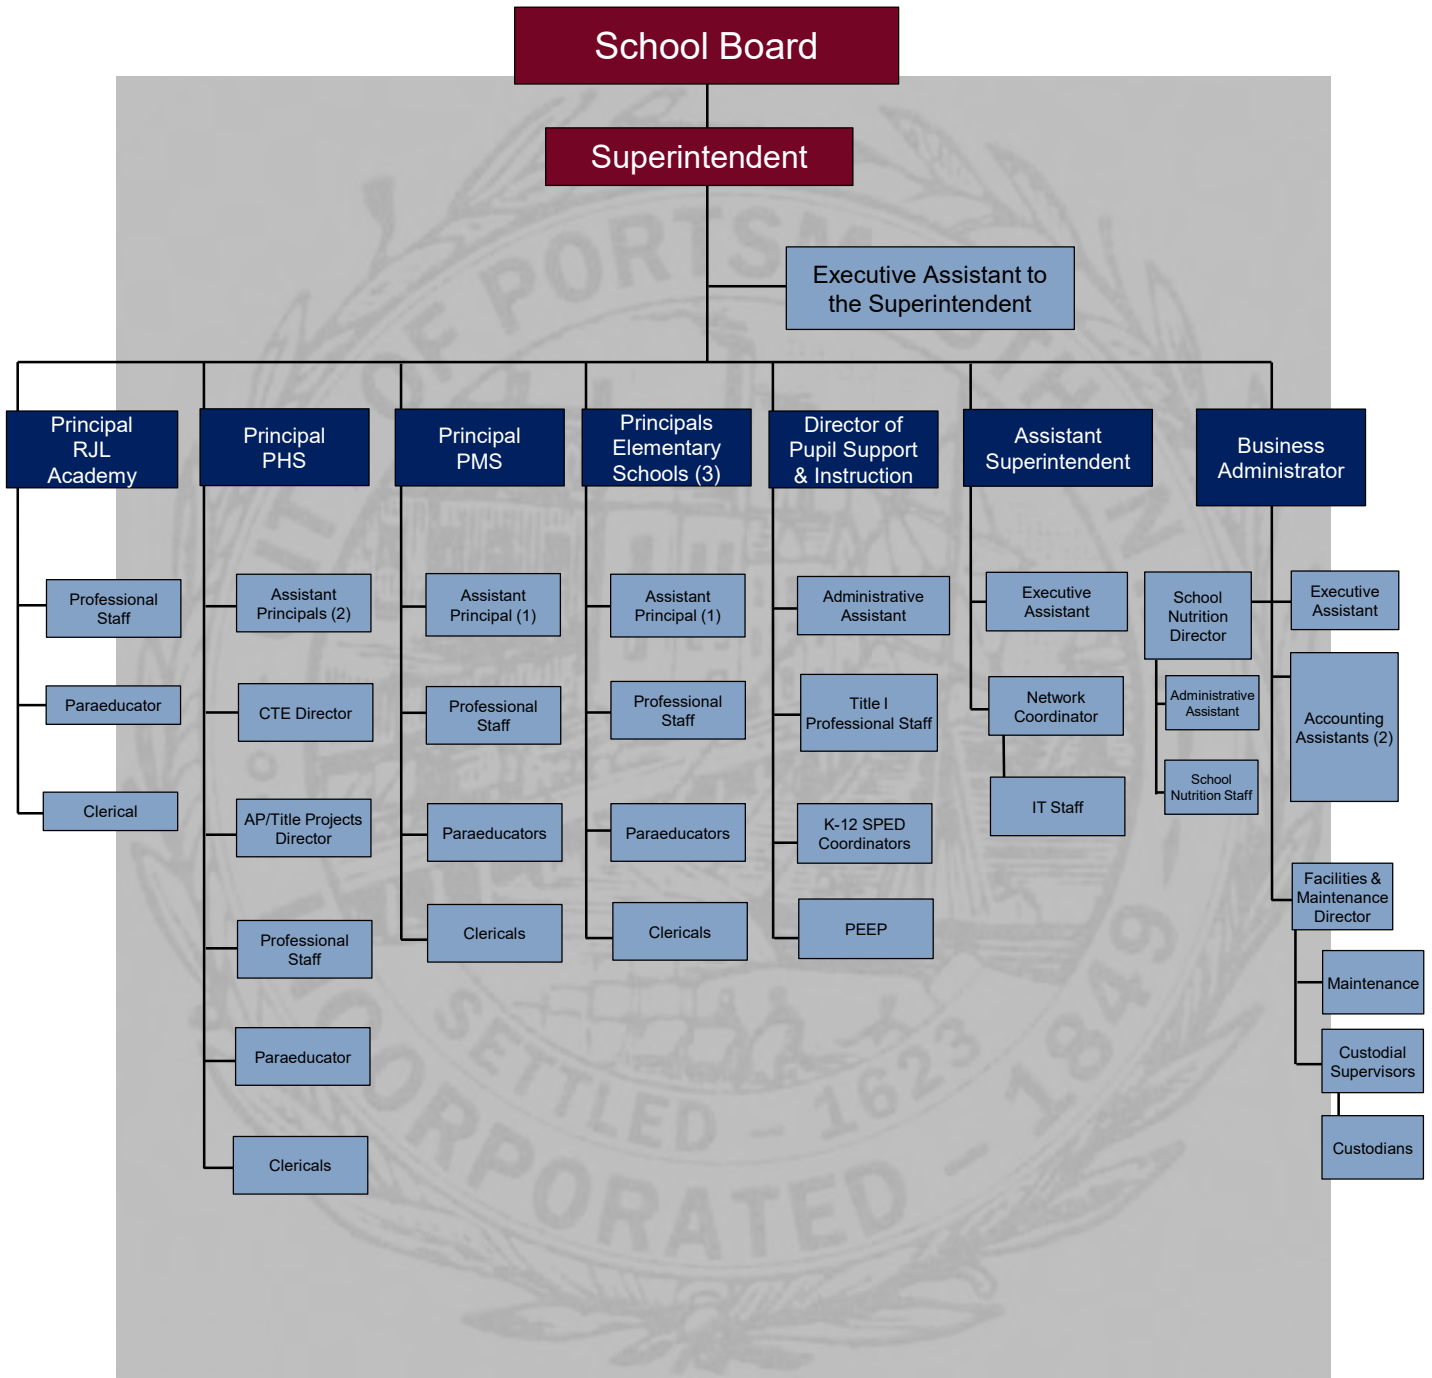 School Board
Superintendent
Executive Assistant to
the Superintendent
Principal
RJL
Academy
Principal
PHS
Principal
PMS
Principals
Elementary
Schools (3)
Director of
Pupil Support
& Instruction
Assistant
Superintendent
Business
Administrator
Professional
Staff
Paraeducator
Clerical
Assistant
Principals (2)
CTE Director
AP/Title Projects
Director
Professional
Staff
Paraeducator
Clericals
Assistant
Principal (1)
Professional
Staff
Paraeducators
Clericals
Assistant
Principal (1)
Professional
Staff
Paraeducators
Clericals
Administrative
Assistant
Title I
Professional Staff
K-12 SPED
Coordinators
PEEP
Executive
Assistant
Network
Coordinator
IT Staff
School
Nutrition
Director
Administrative
Assistant
School
Nutrition Staff
Executive
Assistant
Accounting
Assistants (2)
Facilities &
Maintenance
Director
Maintenance
Custodial
Supervisors
Custodians
OF PORTSM
SETTLED - 1623
ORPORATED - 1849